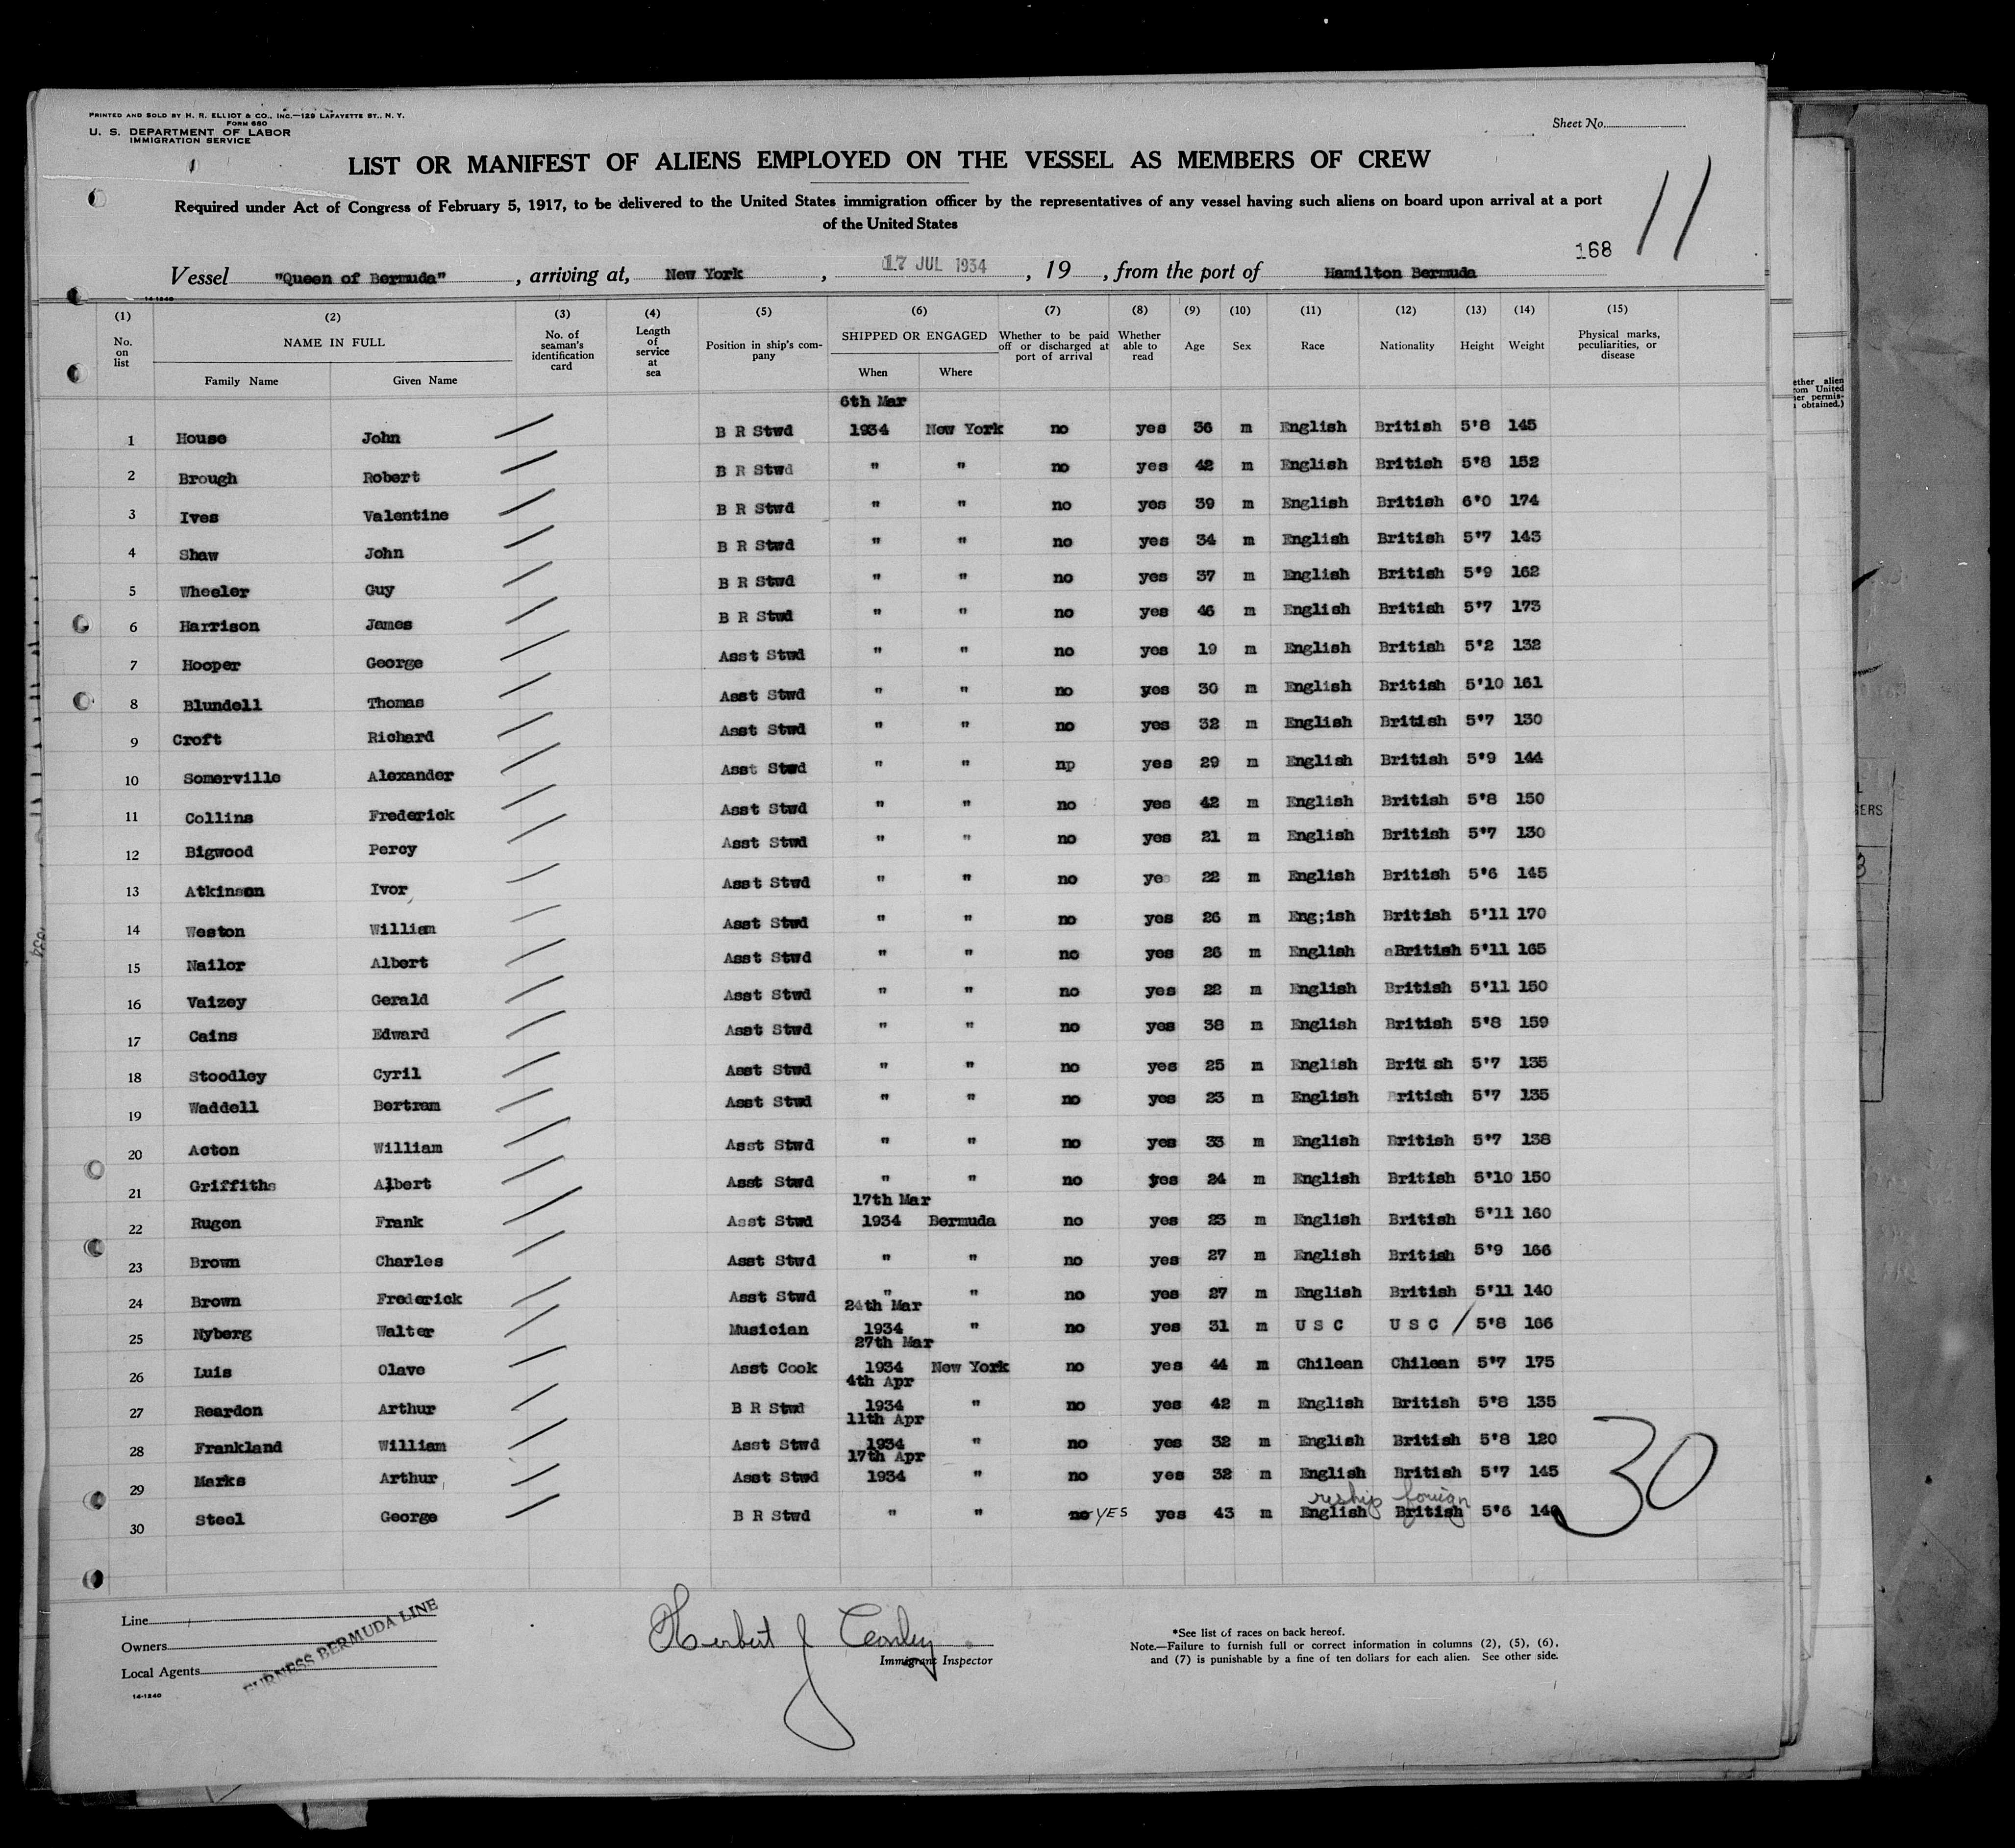 PRINTED AND SOLD BY H. R. ELLIOT & CO., INC.—129 LAFAYETTE ST., N. Y.
FORM 680
U. S. DEPARTMENT OF LABOR
IMMIGRATION SERVICE
Sheet No.
LIST OR MANIFEST OF ALIENS EMPLOYED ON THE VESSEL AS MEMBERS OF CREW
11
Required under Act of Congress of February 5, 1917, to be delivered to the United States immigration officer by the representatives of any vessel having such aliens on board upon arrival at a port
of the United States
168
Vessel "Queen of Bermuda", arriving at, New York, 17 JUL 1934, 19 , from the port of Hamilton Bermuda
14-1240
(1) (2) (3) (4) (5) (6) (7) (8) (9) (10) (11) (12) (13) (14) (15)
No. on list NAME IN FULL Family Name Given Name No. of seaman's identification card Length of service at sea Position in ship's company SHIPPED OR ENGAGED When Where Whether to be paid off or discharged at port of arrival Whether able to read Age Sex Race Nationality Height Weight Physical marks, peculiarities, or disease
6th Mar
1 House John B R Stwd 1934 New York no yes 36 m English British 5'8 145
2 Brough Robert B R Stwd " " no yes 42 m English British 5'8 152
3 Ives Valentine B R Stwd " " no yes 39 m English British 6'0 174
4 Shaw John B R Stwd " " no yes 34 m English British 5'7 143
5 Wheeler Guy B R Stwd " " no yes 37 m English British 5'9 162
6 Harrison James B R Stwd " " no yes 46 m English British 5'7 173
7 Hooper George Asst Stwd " " no yes 19 m English British 5'2 132
8 Blundell Thomas Asst Stwd " " no yes 30 m English British 5'10 161
9 Croft Richard Asst Stwd " " no yes 32 m English British 5'7 130
10 Somerville Alexander Asst Stwd " " np yes 29 m English British 5'9 144
11 Collins Frederick Asst Stwd " " no yes 42 m English British 5'8 150
12 Bigwood Percy Asst Stwd " " no yes 21 m English British 5'7 130
13 Atkinson Ivor Asst Stwd " " no yes 22 m English British 5'6 145
14 Weston William Asst Stwd " " no yes 26 m Eng;ish British 5'11 170
15 Nailor Albert Asst Stwd " " no yes 26 m English aBritish 5'11 165
16 Vaizey Gerald Asst Stwd " " no yes 22 m English British 5'11 150
17 Cains Edward Asst Stwd " " no yes 38 m English British 5'8 159
18 Stoodley Cyril Asst Stwd " " no yes 25 m English British 5'7 135
19 Waddell Bertram Asst Stwd " " no yes 23 m English British 5'7 135
20 Acton William Asst Stwd " " no yes 33 m English British 5'7 138
21 Griffiths Albert Asst Stwd " " no yes 24 m English British 5'10 150
17th Mar
22 Rugen Frank Asst Stwd 1934 Bermuda no yes 23 m English British 5'11 160
23 Brown Charles Asst Stwd " " no yes 27 m English British 5'9 166
24 Brown Frederick Asst Stwd " " no yes 27 m English British 5'11 140
24th Mar
25 Nyberg Walter Musician 1934 " no yes 31 m U S C U S C / 5'8 166
27th Mar
26 Luis Olave Asst Cook 1934 New York no yes 44 m Chilean Chilean 5'7 175
4th Apr
27 Reardon Arthur B R Stwd 1934 " no yes 42 m English British 5'8 135
11th Apr
28 Frankland William Asst Stwd 1934 " no yes 32 m English British 5'8 120
17th Apr
29 Marks Arthur Asst Stwd 1934 " no yes 32 m English British 5'7 145
reship foreign
30 Steel George B R Stwd " " no YES yes 43 m English British 5'6 140
30
Line
Owners
Local Agents
FURNESS BERMUDA LINE
14-1240
Herbert J
Immigrant Inspector
*See list of races on back hereof.
Note.—Failure to furnish full or correct information in columns (2), (5), (6),
and (7) is punishable by a fine of ten dollars for each alien. See other side.
ether alien
rom United
her permis-
obtained.)